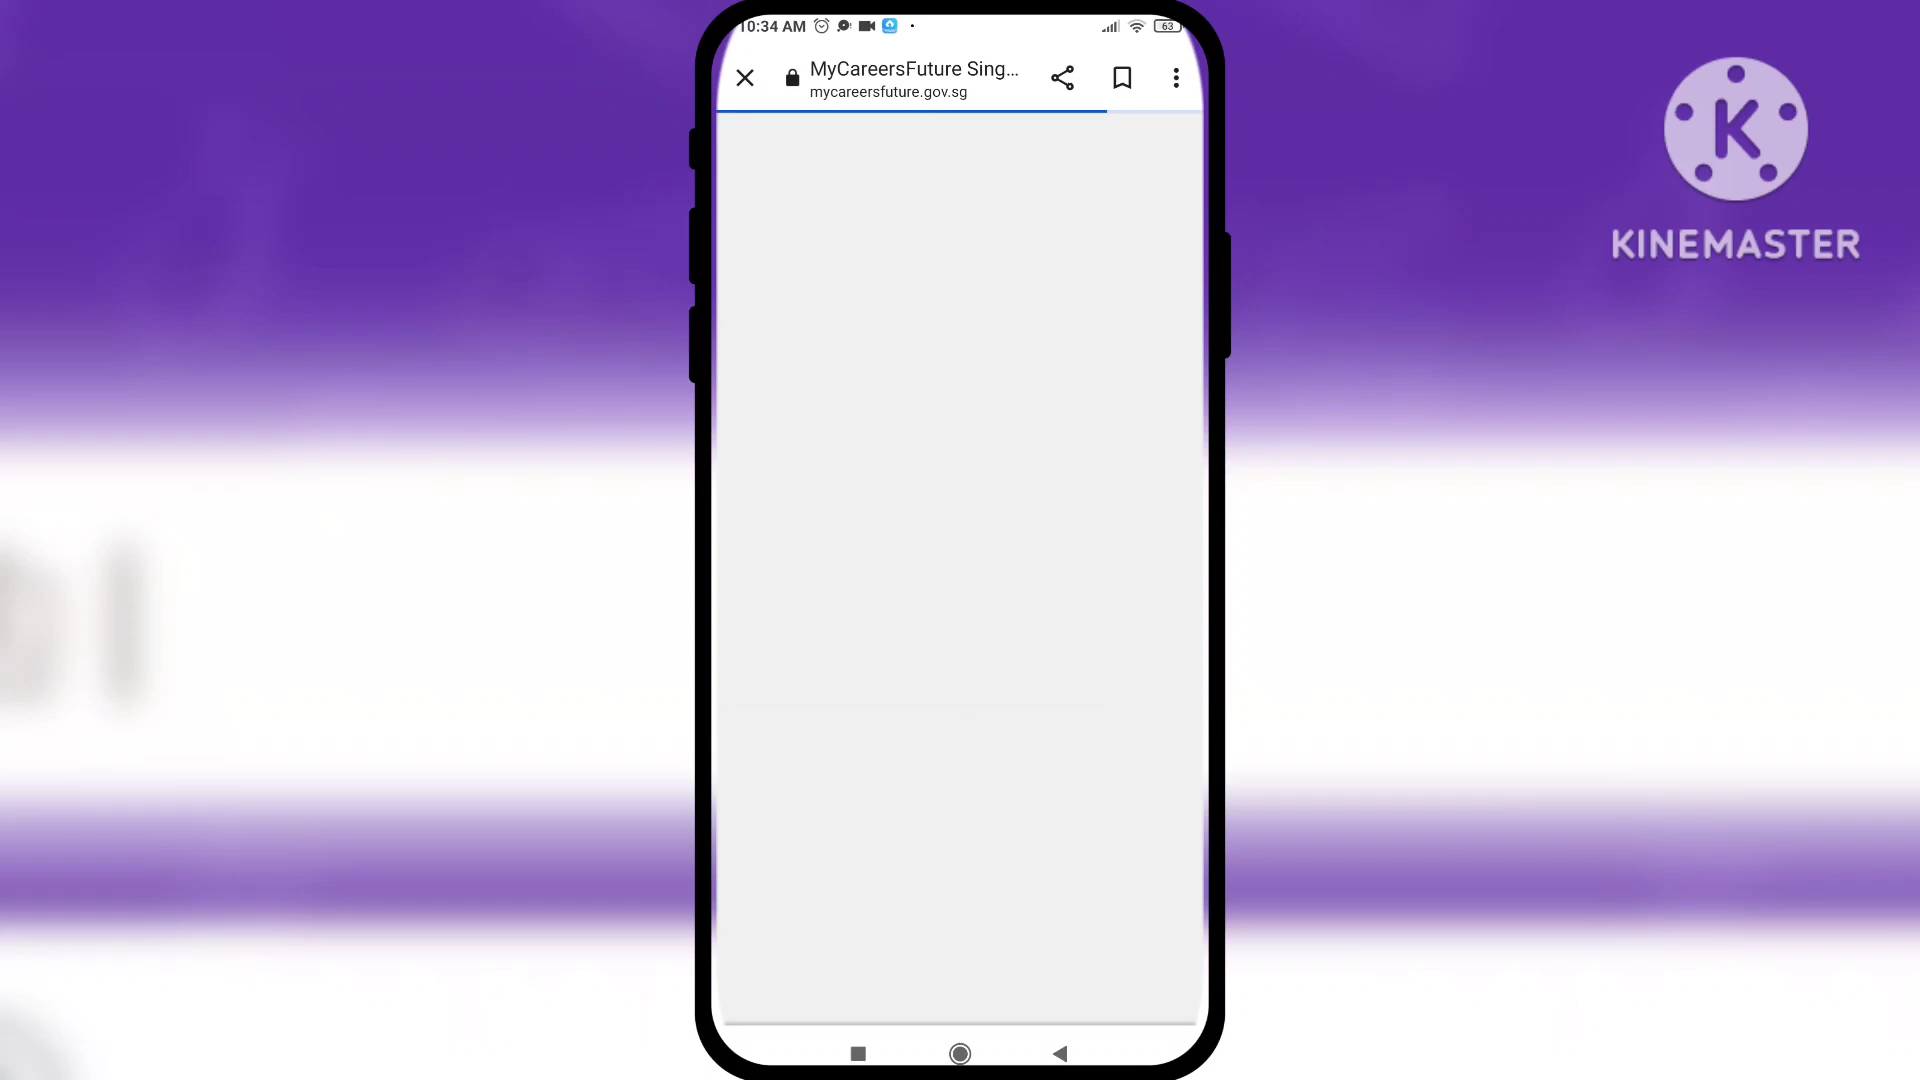 10:34 AM
63
MyCareersFuture Sing...
mycareersfuture.gov.sg
K
KINEMASTER